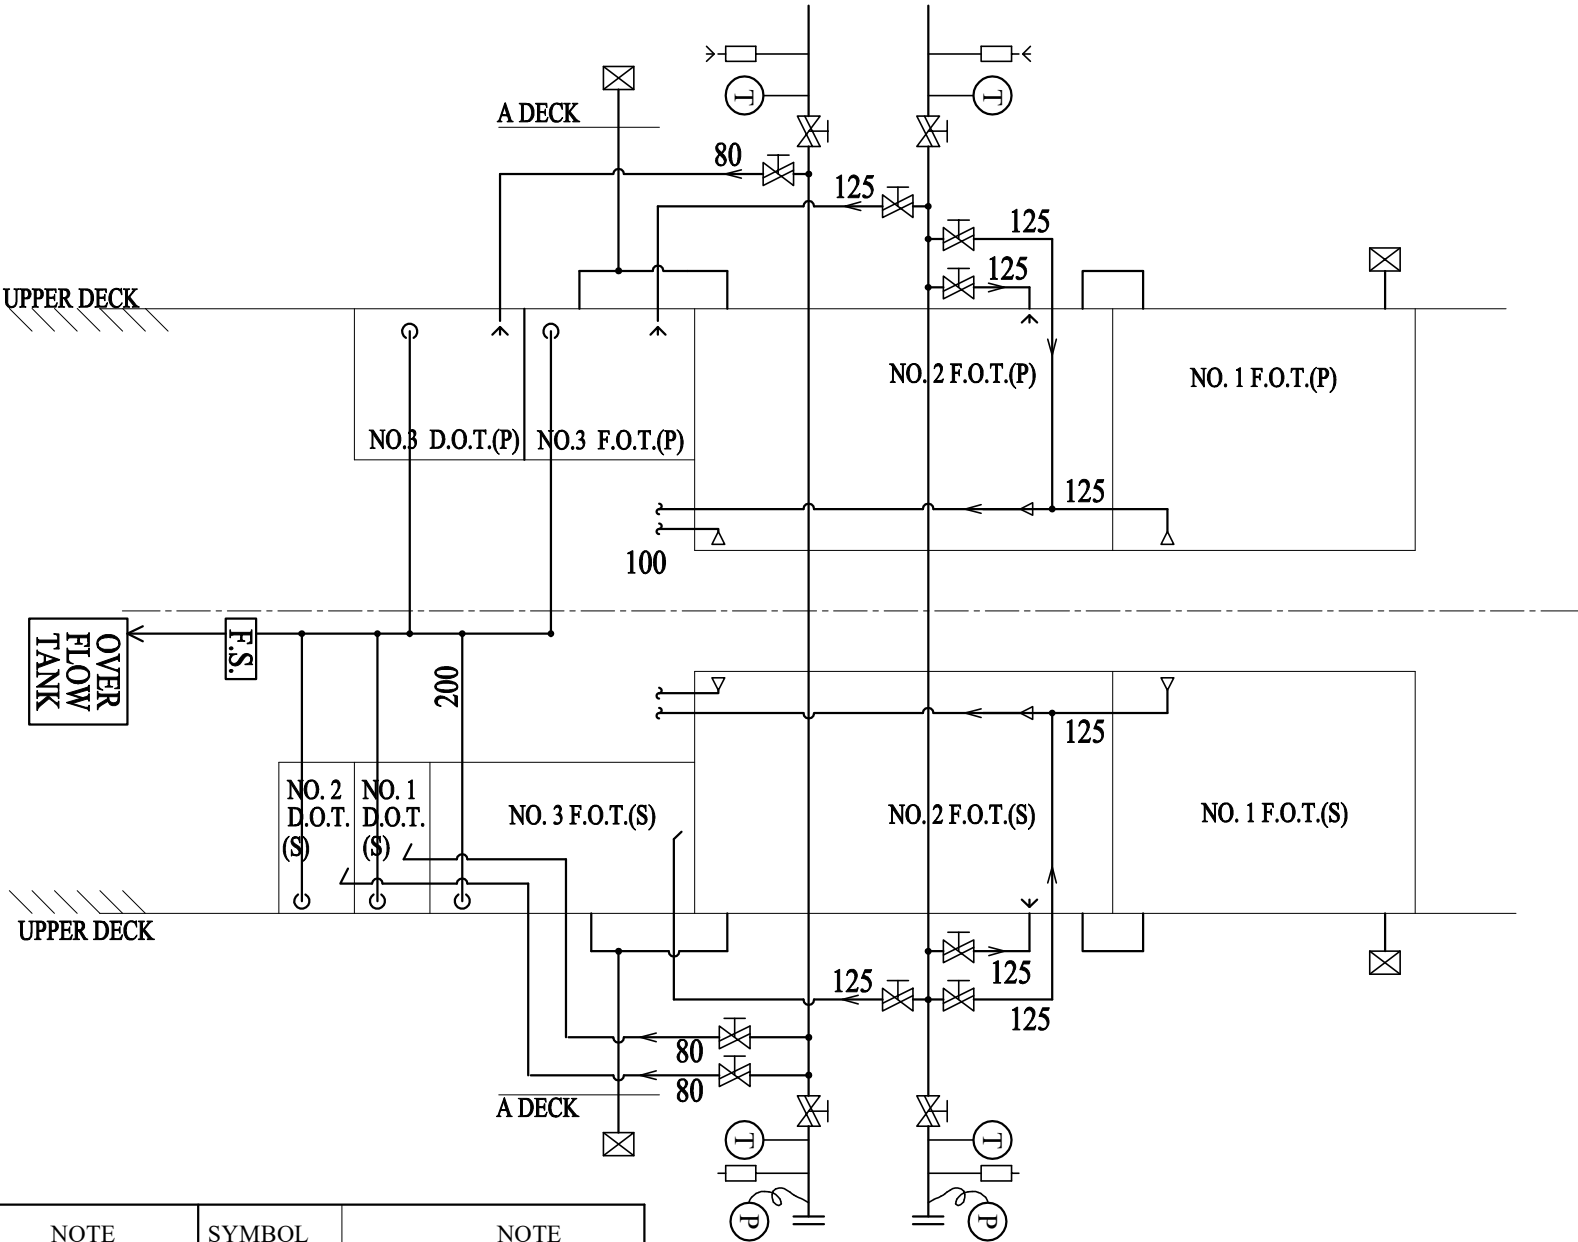 T
T
A DECK
80
125
125
125
UPPER DECK
NO. 2 F.O.T.(P)
NO. 1 F.O.T.(P)
NO.3 D.O.T.(P)
NO.3 F.O.T.(P)
125
100
OVER
FLOW
TANK
F.S.
200
125
NO. 2
D.O.T.
(S)
NO. 1
D.O.T.
(S)
NO. 3 F.O.T.(S)
NO. 2 F.O.T.(S)
NO. 1 F.O.T.(S)
UPPER DECK
125
125
125
80
80
A DECK
T
T
P
P
NOTE
SYMBOL
NOTE